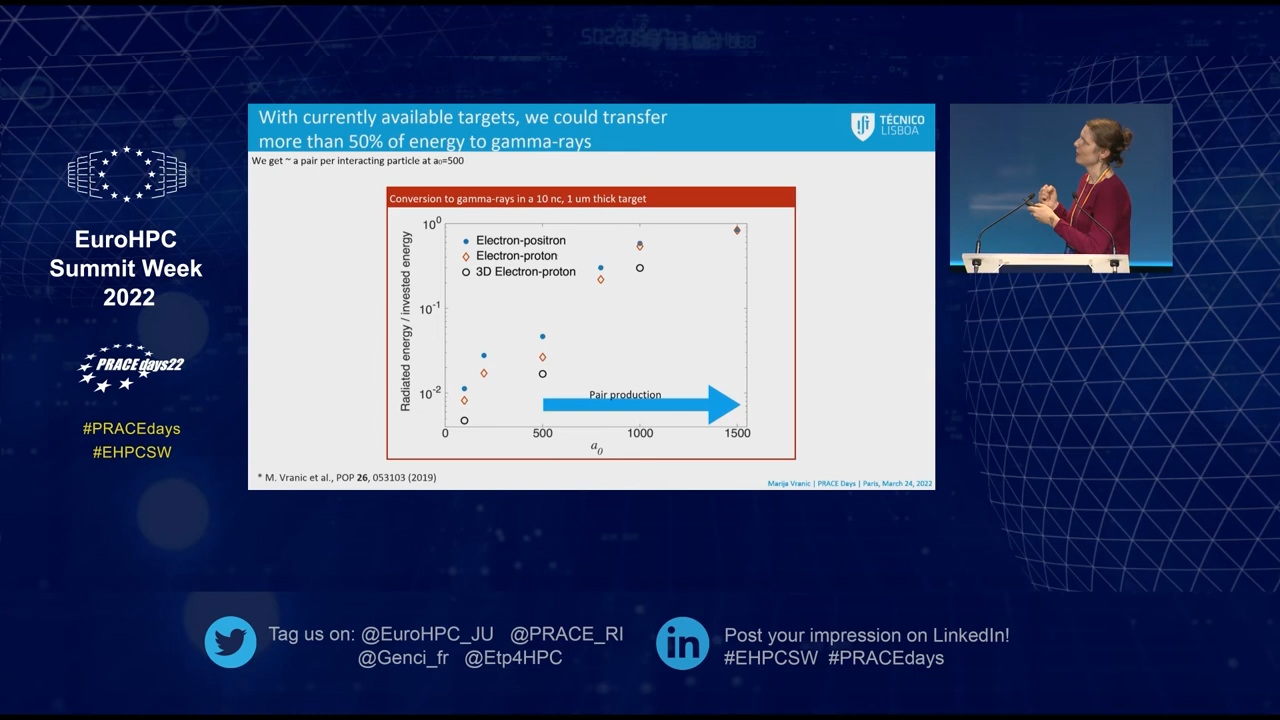 EuroHPC
Summit Week
2022
PRACE days22
#PRACEdays
#EHPCSW
With currently available targets, we could transfer
more than 50% of energy to gamma-rays
TÉCNICO
LISBOA
We get ~ a pair per interacting particle at a₀=500
Conversion to gamma-rays in a 10 nc, 1 um thick target
Radiated energy / invested energy
10⁰
10⁻¹
10⁻²
Electron-positron
Electron-proton
3D Electron-proton
Pair production
0 500 1000 1500
a₀
* M. Vranic et al., POP 26, 053103 (2019)
Marija Vranic | PRACE Days | Paris, March 24, 2022
Tag us on: @EuroHPC_JU @PRACE_RI
@Genci_fr @Etp4HPC
in
Post your impression on LinkedIn!
#EHPCSW #PRACEdays